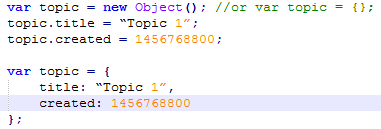 var topic = new Object(); //or var topic = {};
topic.title = “Topic 1”;
topic.created = 1456768800;
var topic = {
title: “Topic 1”,
created: 1456768800
};